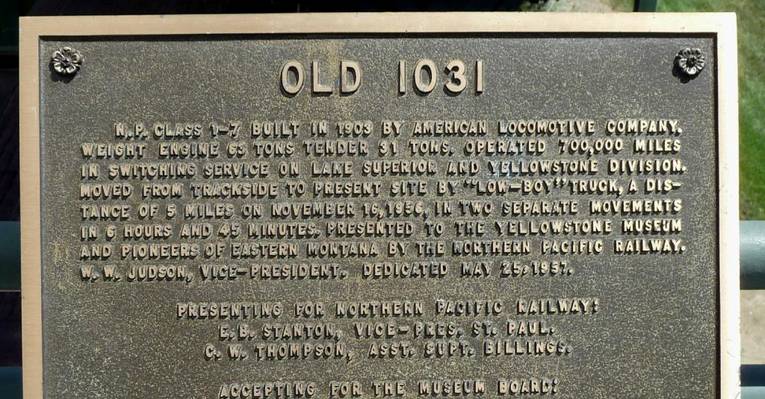 OLD 1031
N.P. CLASS 1-7 BUILT IN 1903 BY AMERICAN LOCOMOTIVE COMPANY.
WEIGHT ENGINE 63 TONS TENDER 31 TONS. OPERATED 700,000 MILES
IN SWITCHING SERVICE ON LAKE SUPERIOR AND YELLOWSTONE DIVISION.
MOVED FROM TRACKSIDE TO PRESENT SITE BY "LOW-BOY" TRUCK, A DIS-
TANCE OF 5 MILES ON NOVEMBER 16, 1956, IN TWO SEPARATE MOVEMENTS
IN 6 HOURS AND 45 MINUTES. PRESENTED TO THE YELLOWSTONE MUSEUM
AND PIONEERS OF EASTERN MONTANA BY THE NORTHERN PACIFIC RAILWAY.
W. W. JUDSON, VICE-PRESIDENT. DEDICATED MAY 25, 1957.
PRESENTING FOR NORTHERN PACIFIC RAILWAY:
E. B. STANTON, VICE-PRES. ST. PAUL.
C. W. THOMPSON, ASST. SUPT. BILLINGS.
ACCEPTING FOR THE MUSEUM BOARD: